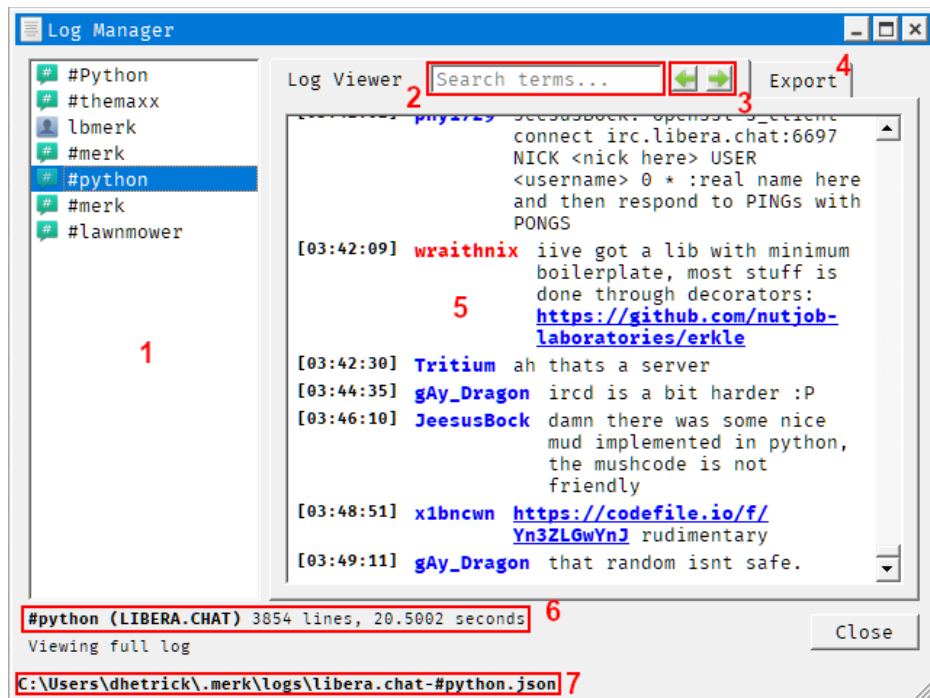 Log Manager
#Python
#themaxx
lbmerk
#merk
#python
#merk
#lawnmower
1
Log Viewer
2
Search terms...
3
Export
4
connect irc.libera.chat:6697
NICK <nick here> USER
<username> 0 * :real name here
and then respond to PINGs with
PONGS
[03:42:09] wraithnix iive got a lib with minimum
boilerplate, most stuff is
done through decorators:
https://github.com/nutjob-
laboratories/erkle
5
[03:42:30] Tritium ah thats a server
[03:44:35] gAy_Dragon ircd is a bit harder :P
[03:46:10] JeesusBock damn there was some nice
mud implemented in python,
the mushcode is not
friendly
[03:48:51] x1bncwn https://codefile.io/f/
Yn3ZLGwYnJ rudimentary
[03:49:11] gAy_Dragon that random isnt safe.
#python (LIBERA.CHAT) 3854 lines, 20.5002 seconds
6
Viewing full log
Close
C:\Users\dhetrick\.merk\logs\libera.chat-#python.json
7